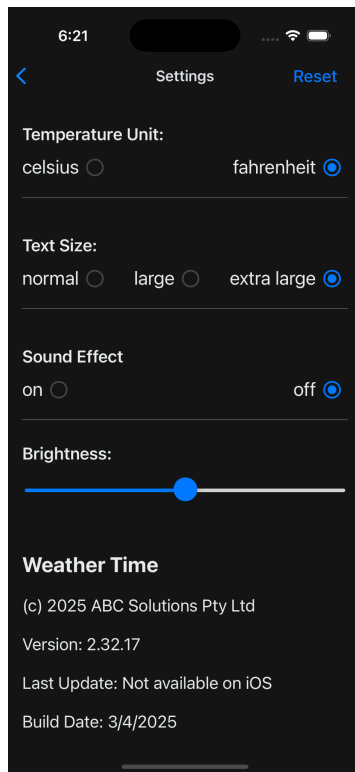 6:21
Settings Reset
Temperature Unit:
celsius fahrenheit
Text Size:
normal large extra large
Sound Effect
on off
Brightness:
Weather Time
(c) 2025 ABC Solutions Pty Ltd
Version: 2.32.17
Last Update: Not available on iOS
Build Date: 3/4/2025